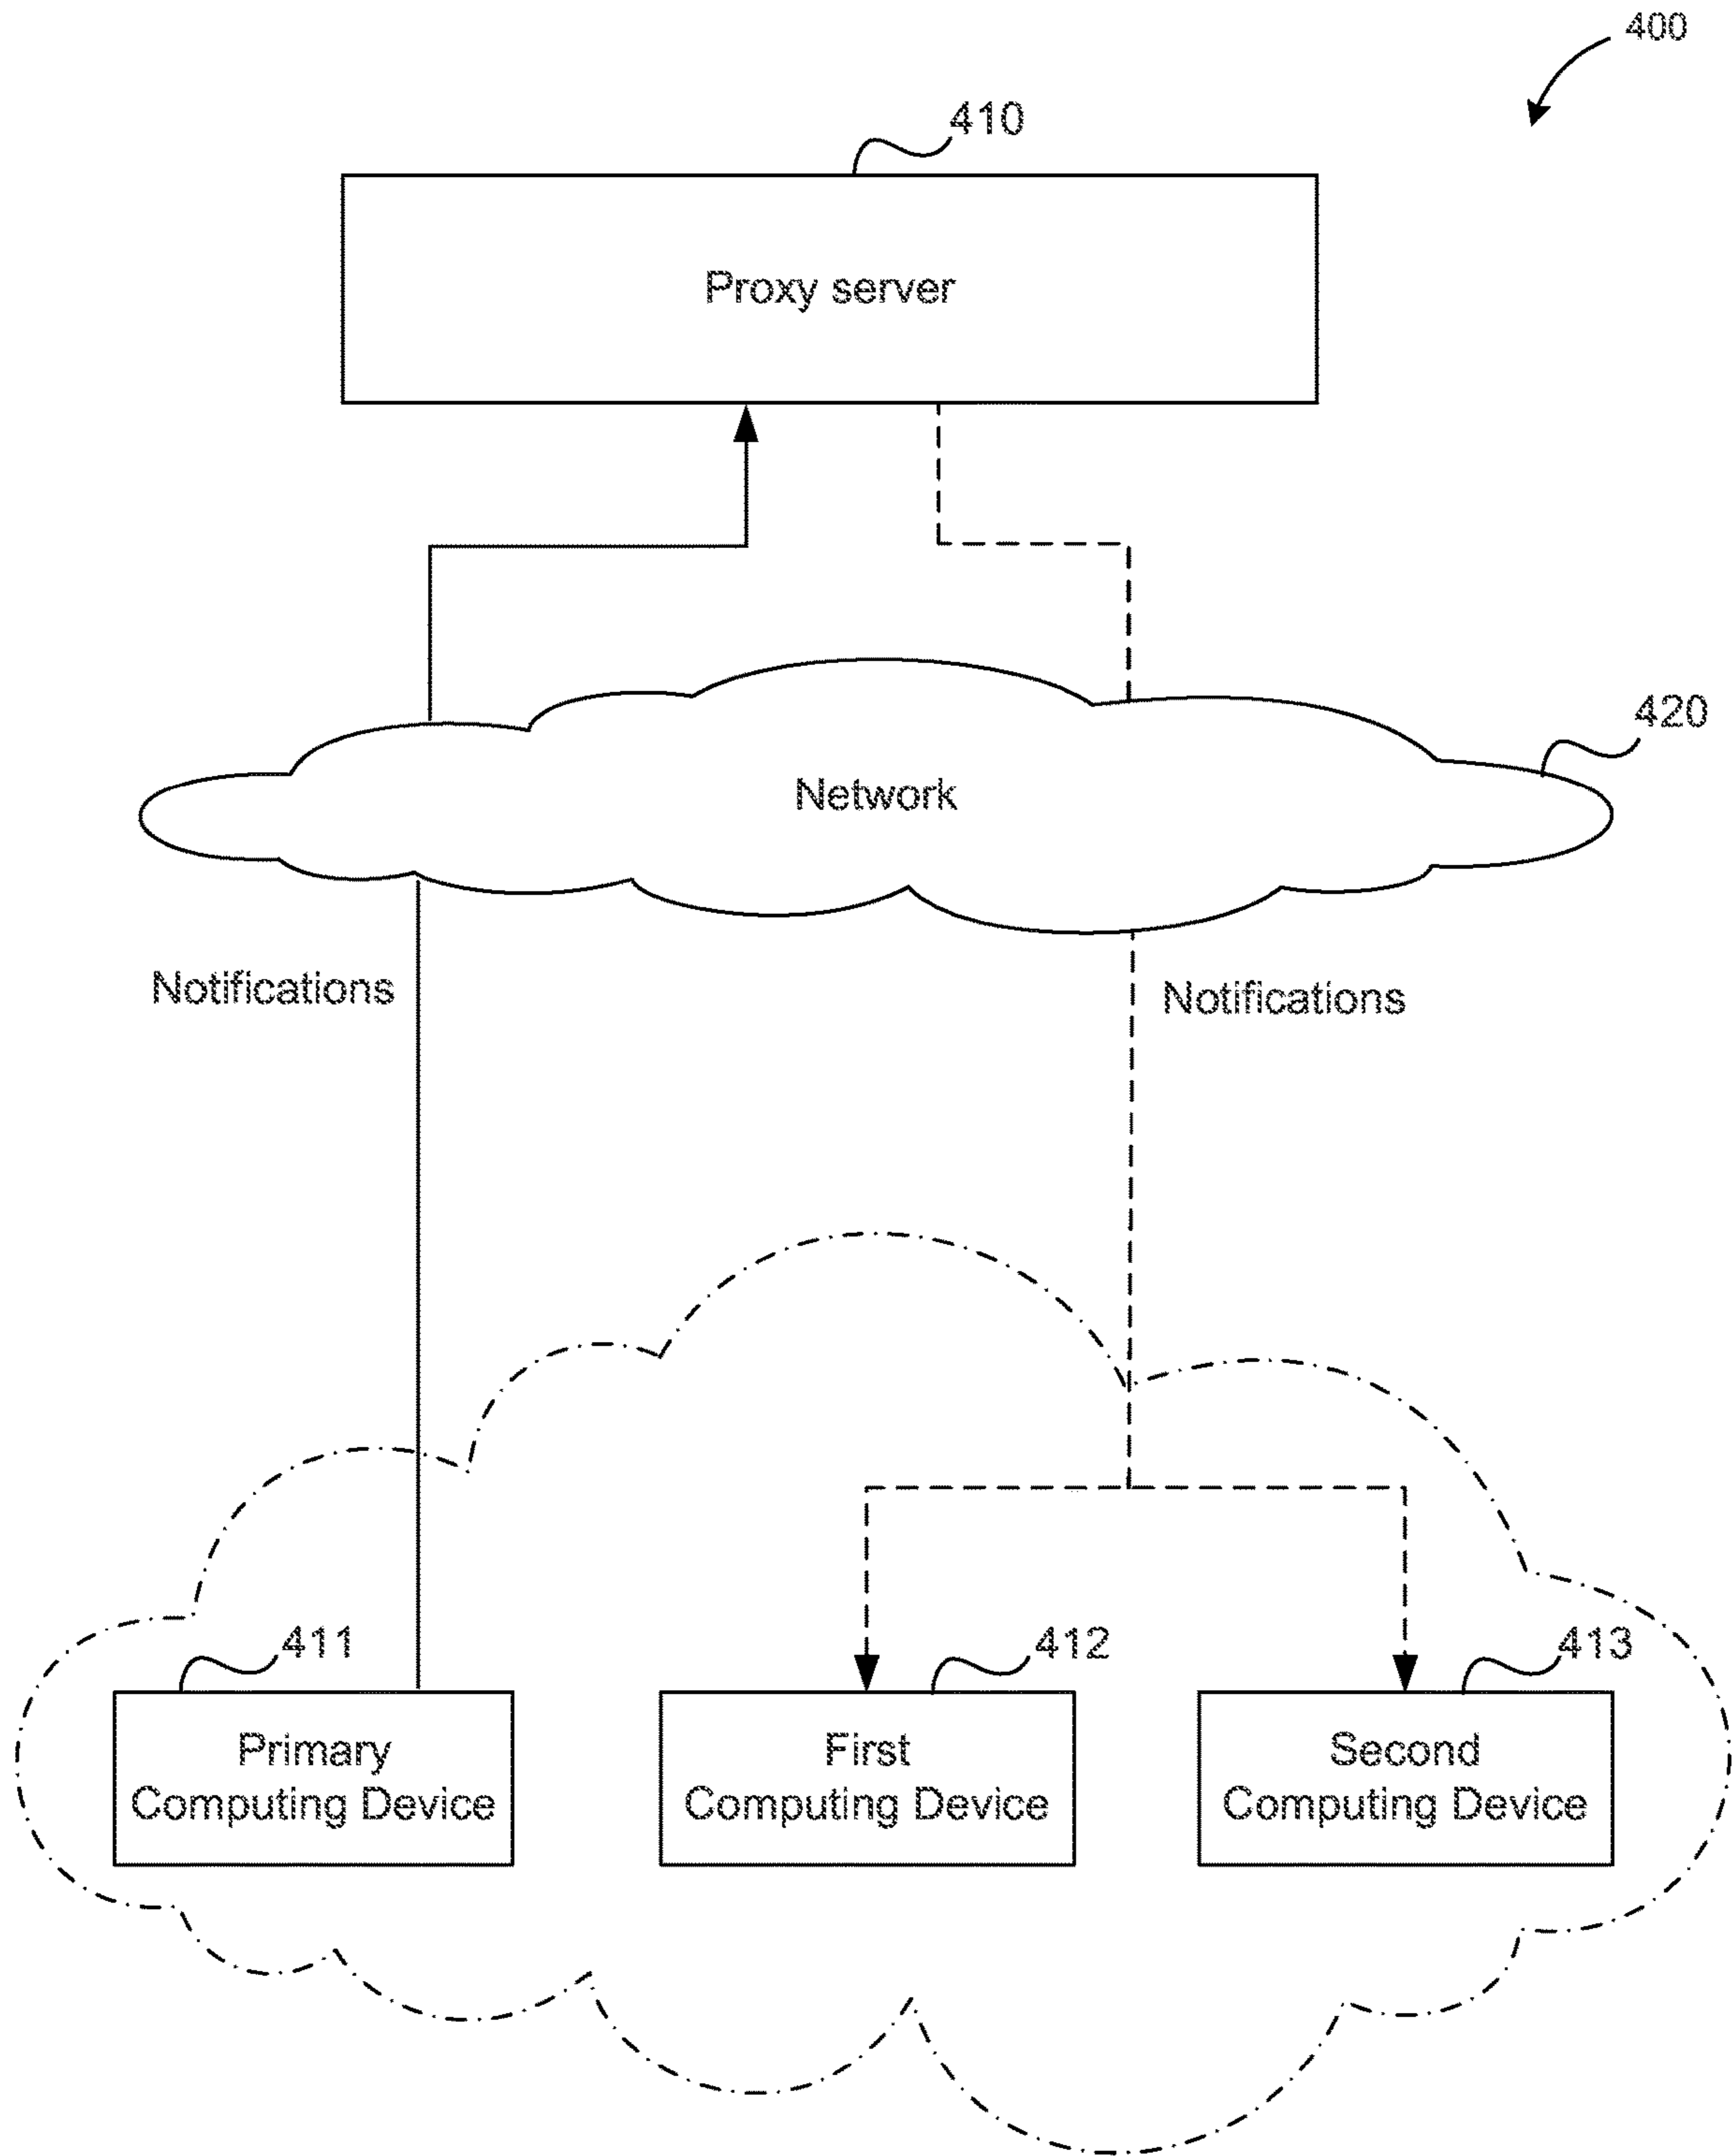 400
410
Proxy server
420
Network
Notifications
Notifications
411
412
413
Primary
Computing Device
First
Computing Device
Second
Computing Device